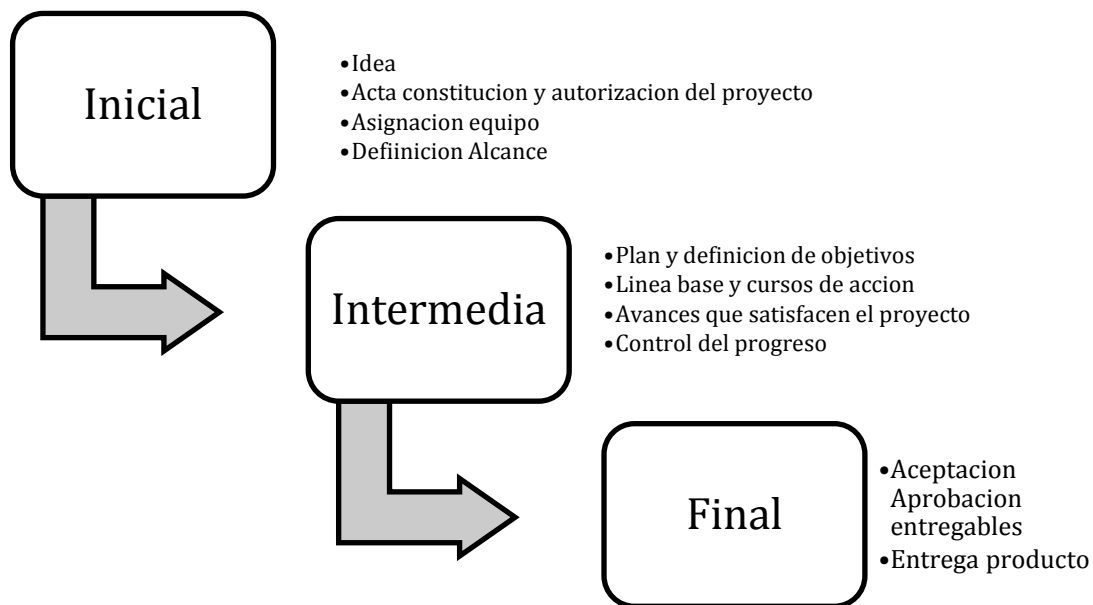 Inicial
•Idea
•Acta constitucion y autorizacion del proyecto
•Asignacion equipo
•Defiinicion Alcance
Intermedia
•Plan y definicion de objetivos
•Linea base y cursos de accion
•Avances que satisfacen el proyecto
•Control del progreso
Final
•Aceptacion
Aprobacion
entregables
•Entrega producto